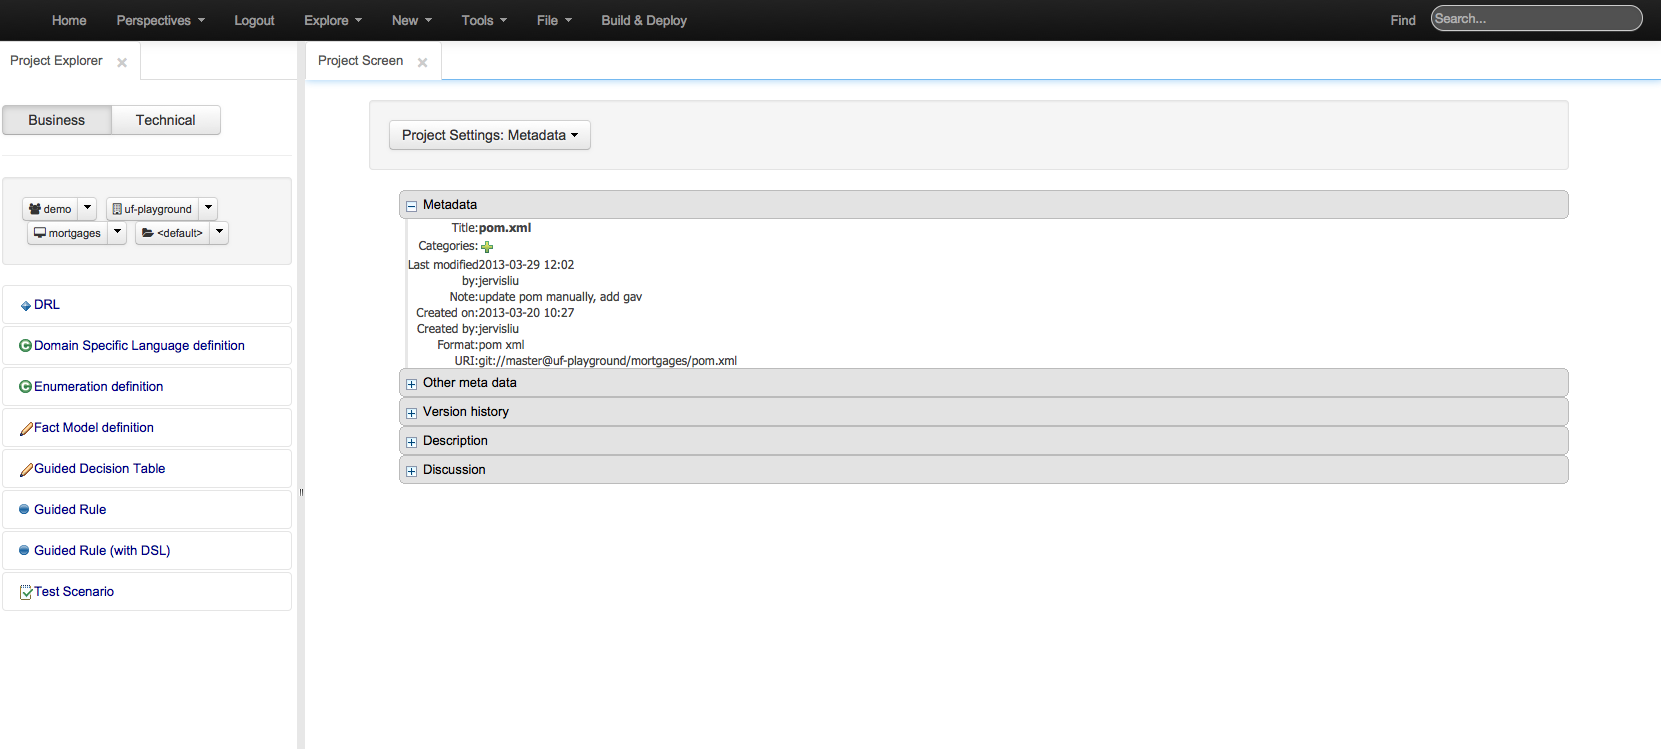 Home Perspectives Logout Explore New Tools File Build & Deploy Find Search...
Project Explorer
Project Screen
Business Technical
Project Settings: Metadata
demo uf-playground
mortgages <default>
DRL
Domain Specific Language definition
Enumeration definition
Fact Model definition
Guided Decision Table
Guided Rule
Guided Rule (with DSL)
Test Scenario
Metadata
Title:pom.xml
Categories:
Last modified2013-03-29 12:02
by:jervisliu
Note:update pom manually, add gav
Created on:2013-03-20 10:27
Created by:jervisliu
Format:pom xml
URI:git://master@uf-playground/mortgages/pom.xml
Other meta data
Version history
Description
Discussion